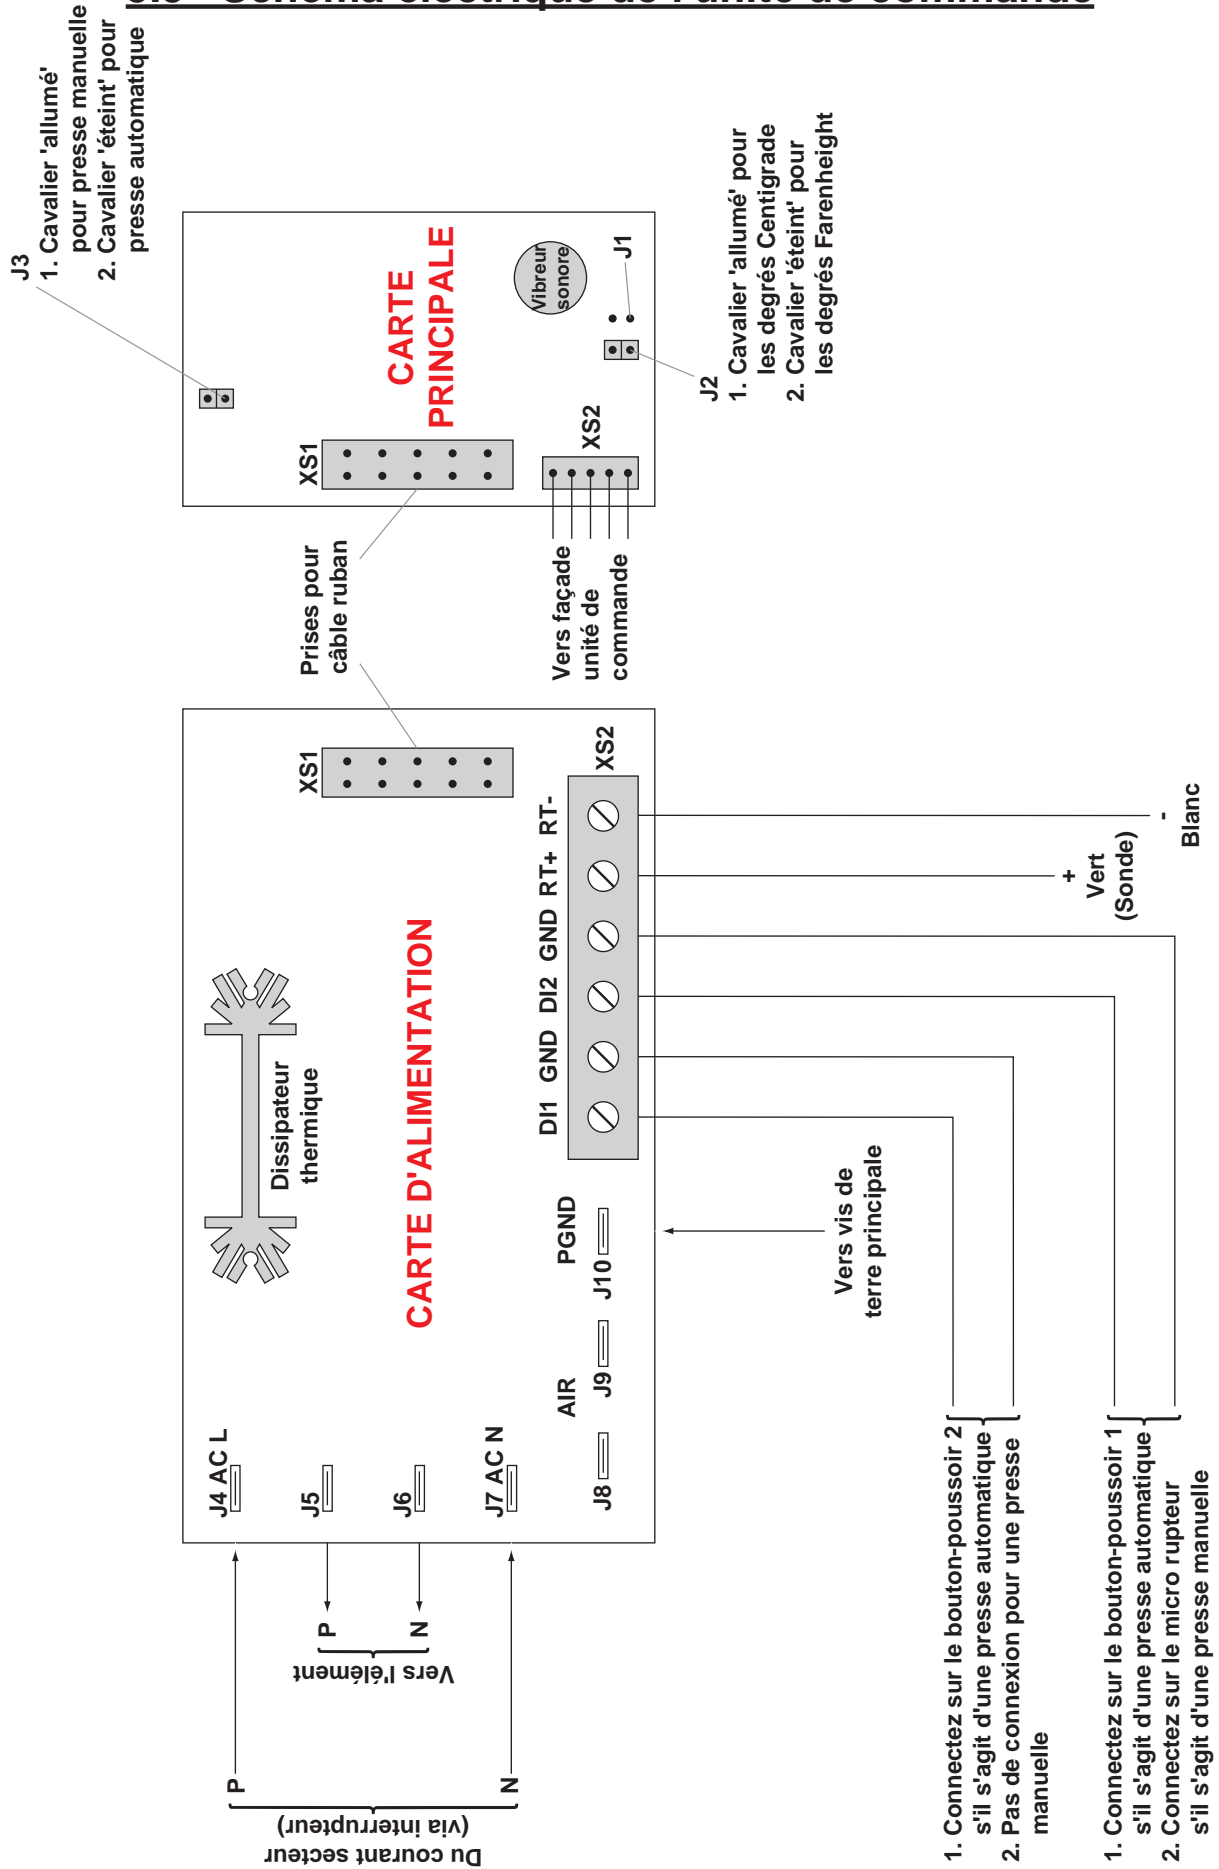 J3
1. Cavalier 'allumé'
pour presse manuelle
2. Cavalier 'éteint' pour
presse automatique
CARTE
PRINCIPALE
Vibreur
sonore
J1
J2
1. Cavalier 'allumé' pour
les degrés Centigrade
2. Cavalier 'éteint' pour
les degrés Farenheight
XS1
XS2
Prises pour
câble ruban
Vers façade
unité de
commande
XS1
XS2
Dissipateur
thermique
CARTE D'ALIMENTATION
DI1 GND DI2 GND RT+ RT-
J4 AC L
J5
J6
J7 AC N
J8
AIR
J9
PGND
J10
Vers vis de
terre principale
+
Vert
(Sonde)
-
Blanc
P
N
Vers l'élément
P
N
Du courant secteur
(via interrupteur)
1. Connectez sur le bouton-poussoir 2
s'il s'agit d'une presse automatique
2. Pas de connexion pour une presse
manuelle
1. Connectez sur le bouton-poussoir 1
s'il s'agit d'une presse automatique
2. Connectez sur le micro rupteur
s'il s'agit d'une presse manuelle